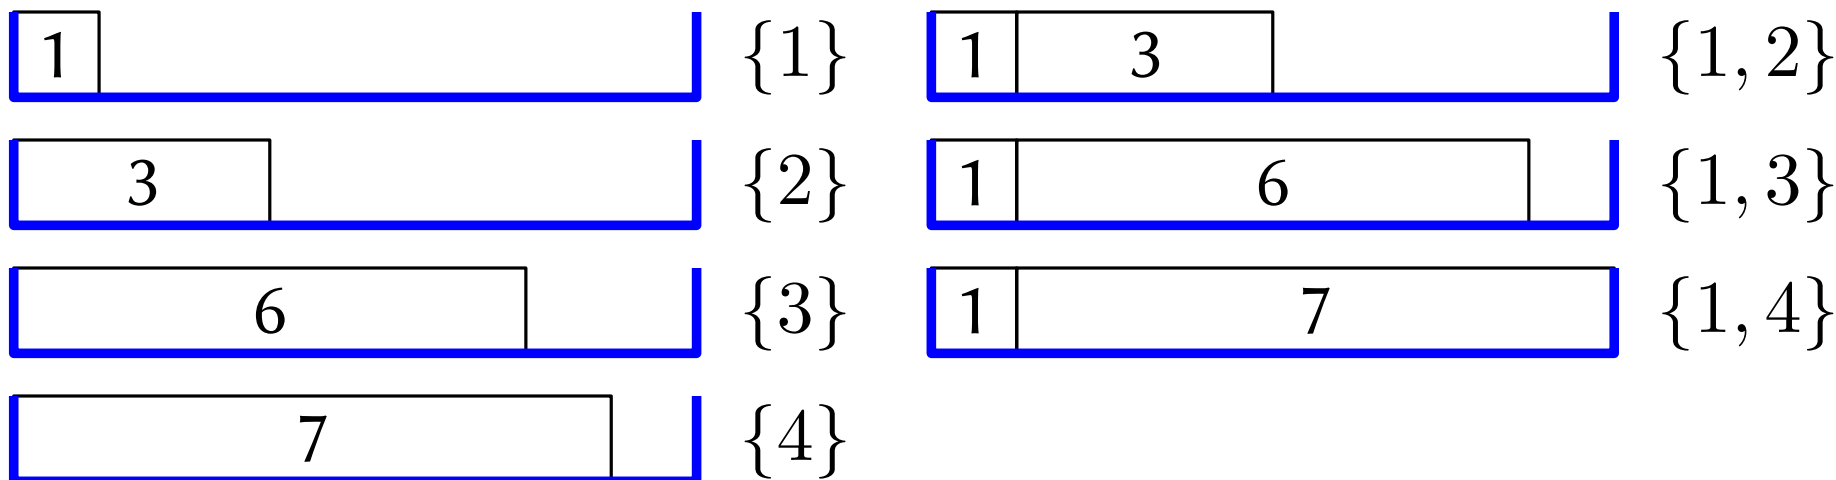 1 {1} 1 3 {1, 2}
3 {2} 1 6 {1, 3}
6 {3} 1 7 {1, 4}
7 {4}